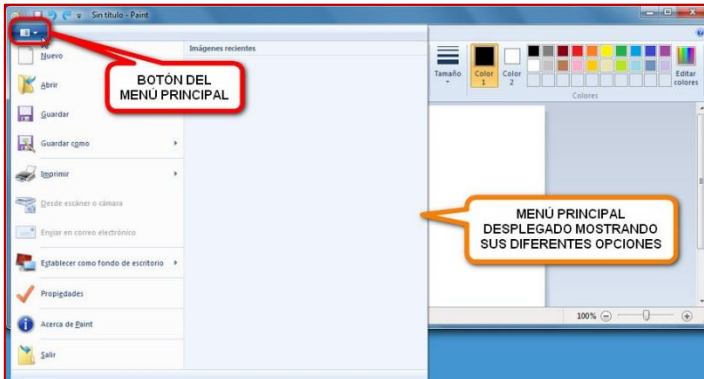 Sin título - Paint
Imágenes recientes
Nuevo
Abrir
Guardar
Guardar como
Imprimir
Desde escáner o cámara
Enviar en correo electrónico
Establecer como fondo de escritorio
Propiedades
Acerca de Paint
Salir
BOTÓN DEL
MENÚ PRINCIPAL
Tamaño
Color
1
Color
2
Editar
colores
Colores
MENÚ PRINCIPAL
DESPLEGADO MOSTRANDO
SUS DIFERENTES OPCIONES
100%